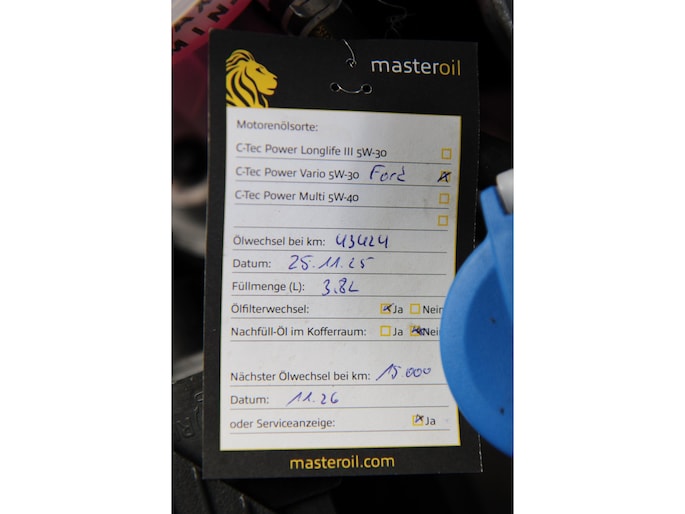 MIN
masteroil
Motorenölsorte:
C-Tec Power Longlife III 5W-30
C-Tec Power Vario 5W-30 Ford
C-Tec Power Multi 5W-40
Ölwechsel bei km: 43424
Datum: 25.11.25
Füllmenge (L): 3.8L
Ölfilterwechsel: Ja Nein
Nachfüll-Öl im Kofferraum: Ja Nein
Nächster Ölwechsel bei km: 15.000
Datum: 11.26
oder Serviceanzeige: Ja
masteroil.com